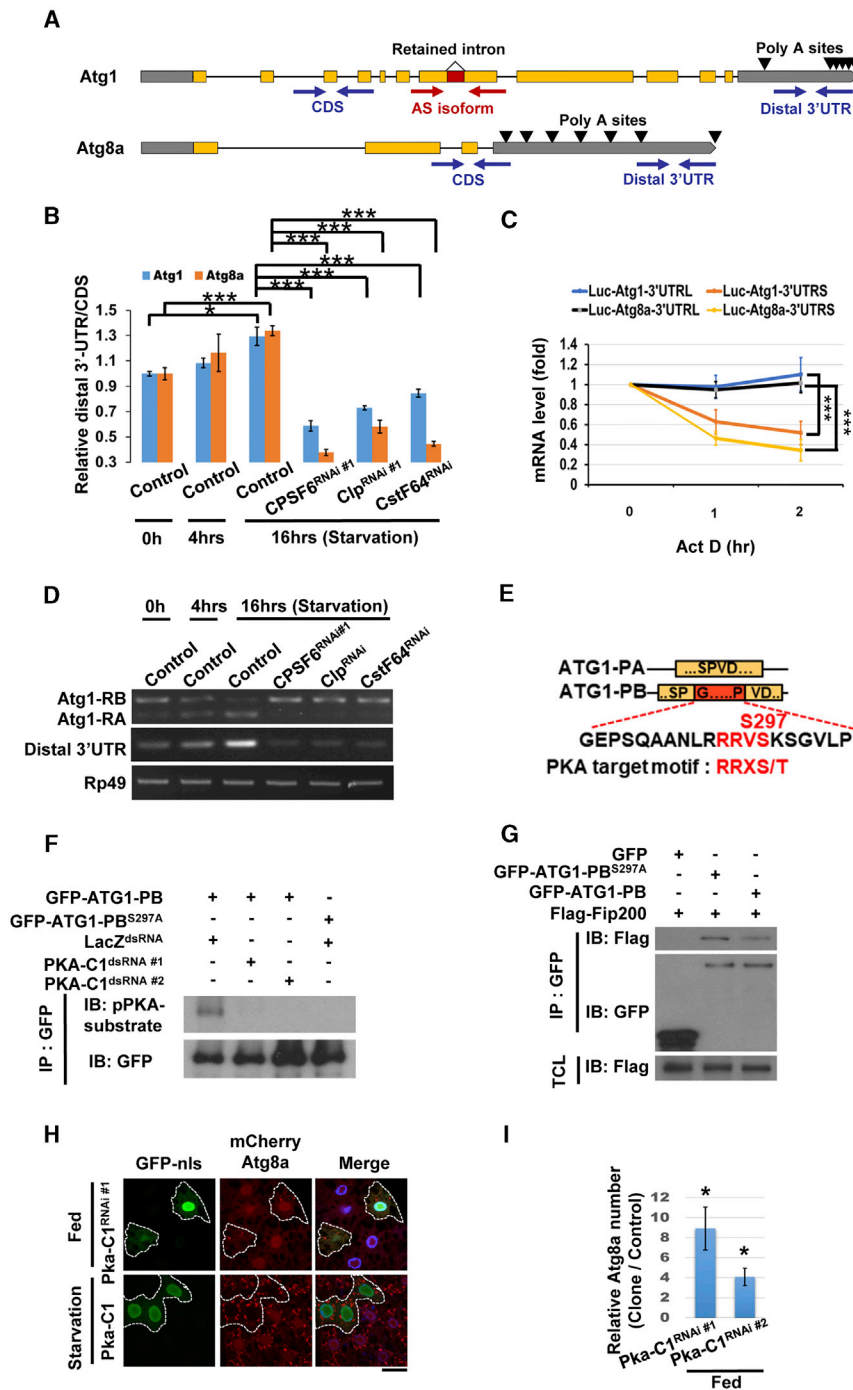 A
Retained intron
Poly A sites
Atg1
CDS
AS isoform
Distal 3'UTR
Poly A sites
Atg8a
CDS
Distal 3'UTR
B
***
***
***
***
***
***
Atg1 Atg8a
***
*
Relative distal 3'-UTR/CDS
1.5
1.3
1.1
0.9
0.7
0.5
0.3
Control
Control
Control
CPSF6RNAi #1
ClpRNAi #1
CstF64RNAi
0h
4hrs
16hrs (Starvation)
C
Luc-Atg1-3'UTRL
Luc-Atg1-3'UTRS
Luc-Atg8a-3'URTL
Luc-Atg8a-3'UTRS
mRNA level (fold)
1.4
1.2
1
0.8
0.6
0.4
0.2
0
***
***
0
1
2
Act D (hr)
D
0h
4hrs
16hrs (Starvation)
Control
Control
Control
CPSF6RNAi#1
ClpRNAi
CstF64RNAi
Atg1-RB
Atg1-RA
Distal 3'UTR
Rp49
E
ATG1-PA
...SPVD...
ATG1-PB
..SP
G.....P
VD..
S297
GEPSQAANLRRRVSKSGVLP
PKA target motif : RRXS/T
F
GFP-ATG1-PB + + + -
GFP-ATG1-PBS297A - - - +
LacZdsRNA + - - +
PKA-C1dsRNA #1 - + - -
PKA-C1dsRNA #2 - - + -
IP : GFP
IB: pPKA-
substrate
IB: GFP
G
GFP + - -
GFP-ATG1-PBS297A - + -
GFP-ATG1-PB - - +
Flag-Fip200 + + +
IP : GFP
IB: Flag
IB: GFP
TCL
IB: Flag
H
GFP-nls
mCherry
Atg8a
Merge
Fed
Pka-C1RNAi #1
Starvation
Pka-C1
I
Relative Atg8a number
(Clone / Control)
12
10
8
6
4
2
0
*
*
Pka-C1RNAi #1
Pka-C1RNAi #2
Fed